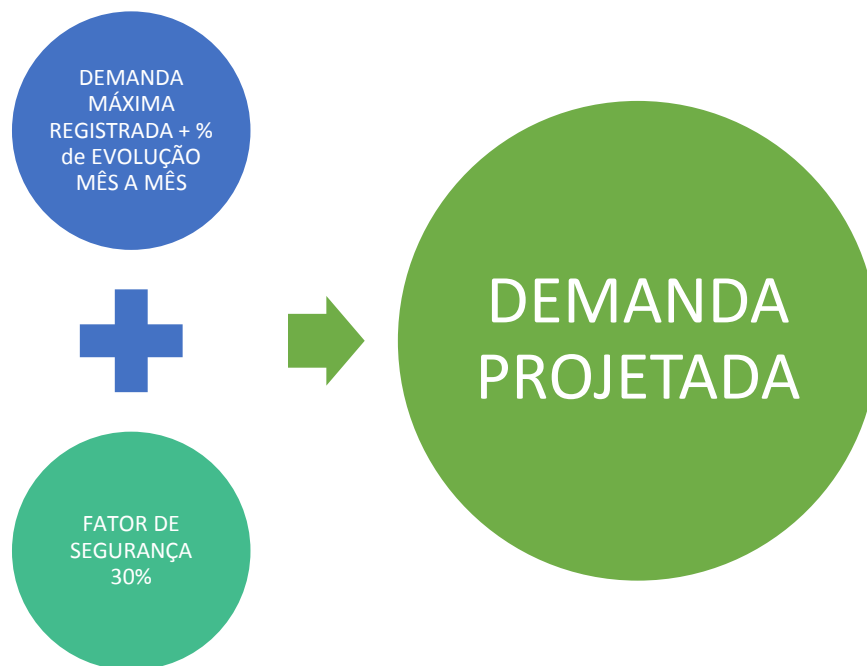 DEMANDA
MÁXIMA
REGISTRADA + %
de EVOLUÇÃO
MÊS A MÊS
FATOR DE
SEGURANÇA
30%
DEMANDA
PROJETADA